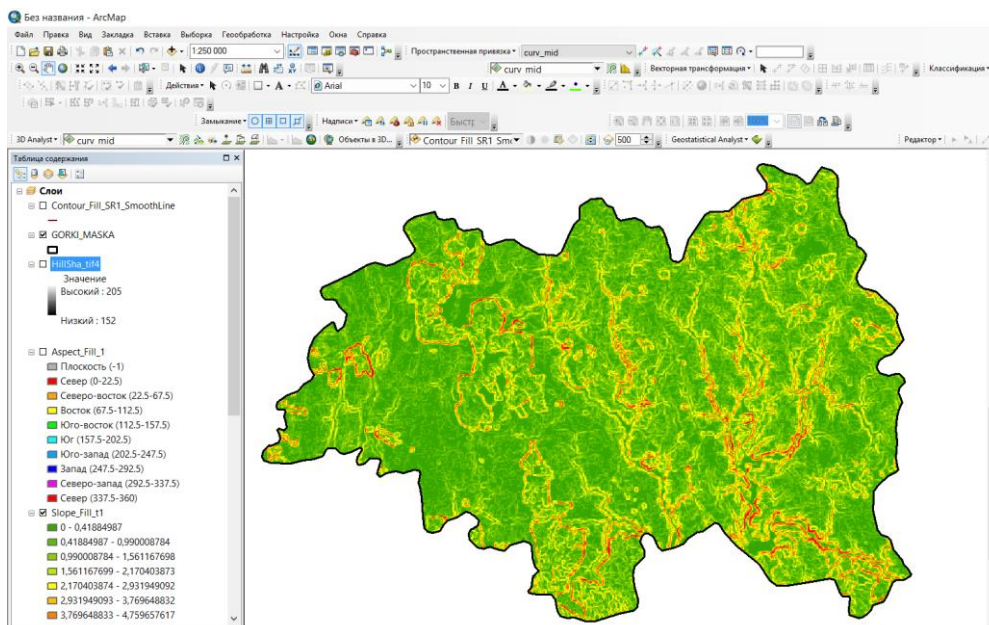 Без названия - ArcMap
Файл Правка Вид Закладка Вставка Выборка Геообработка Настройка Окна Справка
1:250 000 Пространственная привязка curv_mid
curv mid Векторная трансформация Классификация
Действия Arial 10 B I U A
Замыкание Надписи Быстр
3D Analyst curv mid Объекты в 3D... Contour Fill SR1 Sm 500 Geostatistical Analyst Редактор
Таблица содержания
Слои
Contour_Fill_SR1_SmoothLine
GORKI_MASKA
HillSha_tif4
Значение
Высокий : 205
Низкий : 152
Aspect_Fill_1
Плоскость (-1)
Север (0-22.5)
Северо-восток (22.5-67.5)
Восток (67.5-112.5)
Юго-восток (112.5-157.5)
Юг (157.5-202.5)
Юго-запад (202.5-247.5)
Запад (247.5-292.5)
Северо-запад (292.5-337.5)
Север (337.5-360)
Slope_Fill_t1
0 - 0,41884987
0,41884987 - 0,990008784
0,990008784 - 1,561167698
1,561167699 - 2,170403873
2,170403874 - 2,931949092
2,931949093 - 3,769648832
3,769648833 - 4,759657617